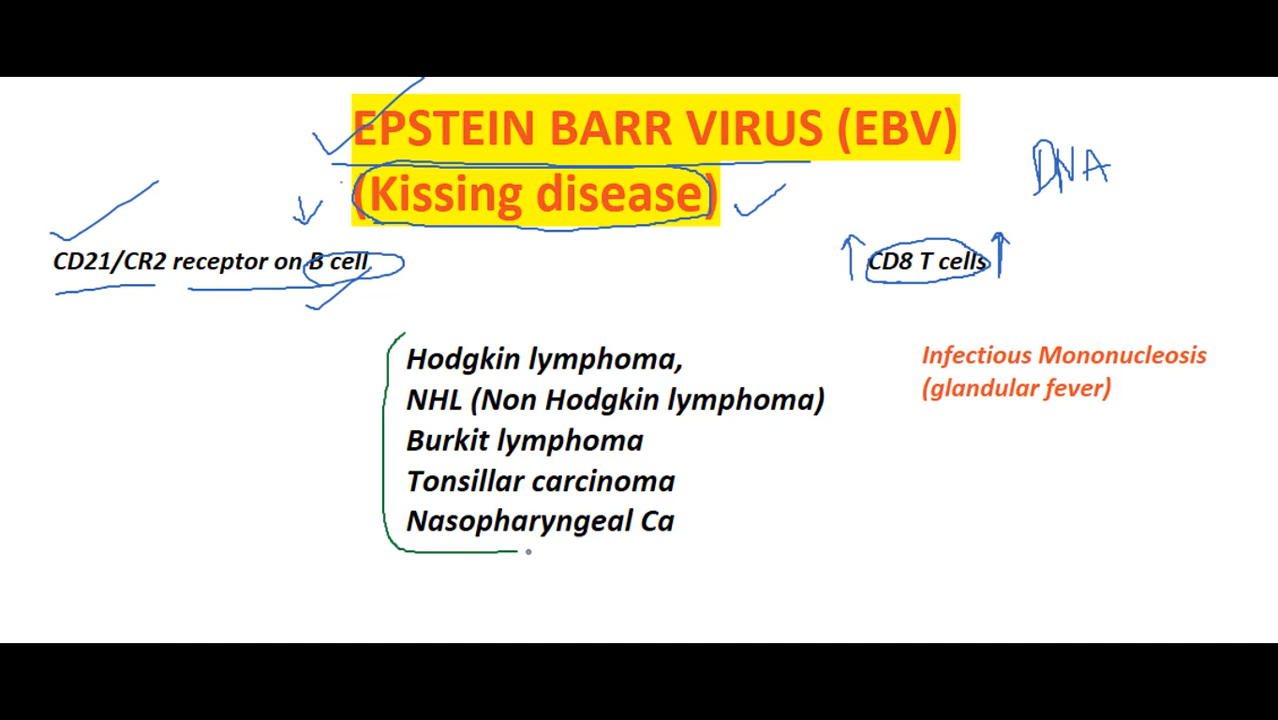 EPSTEIN BARR VIRUS (EBV)
(Kissing disease)
DNA
CD21/CR2 receptor on B cell
CD8 T cells
Hodgkin lymphoma,
NHL (Non Hodgkin lymphoma)
Burkit lymphoma
Tonsillar carcinoma
Nasopharyngeal Ca
Infectious Mononucleosis
(glandular fever)